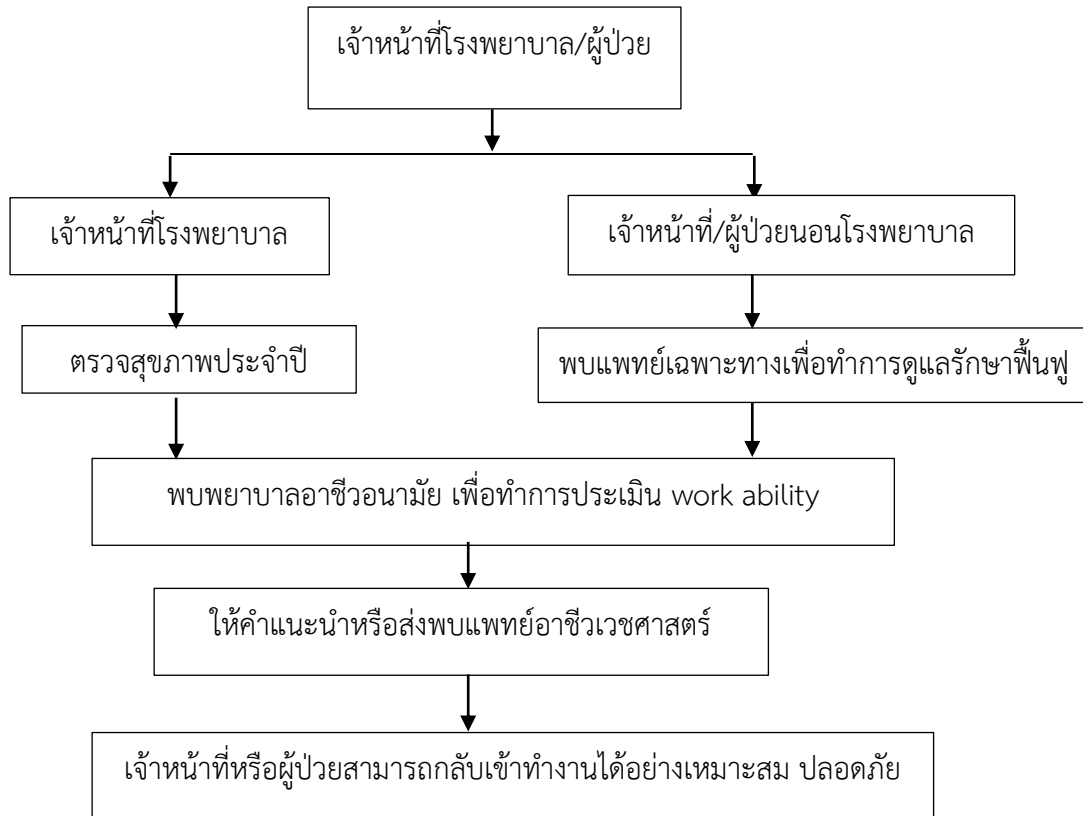 เจ้าหน้าที่โรงพยาบาล/ผู้ป่วย
เจ้าหน้าที่โรงพยาบาล
เจ้าหน้าที่/ผู้ป่วยนอนโรงพยาบาล
ตรวจสุขภาพประจำปี
พบแพทย์เฉพาะทางเพื่อทำการดูแลรักษาฟื้นฟู
พบพยาบาลอาชีวอนามัย เพื่อทำการประเมิน work ability
ให้คำแนะนำหรือส่งพบแพทย์อาชีวเวชศาสตร์
เจ้าหน้าที่หรือผู้ป่วยสามารถกลับเข้าทำงานได้อย่างเหมาะสม ปลอดภัย